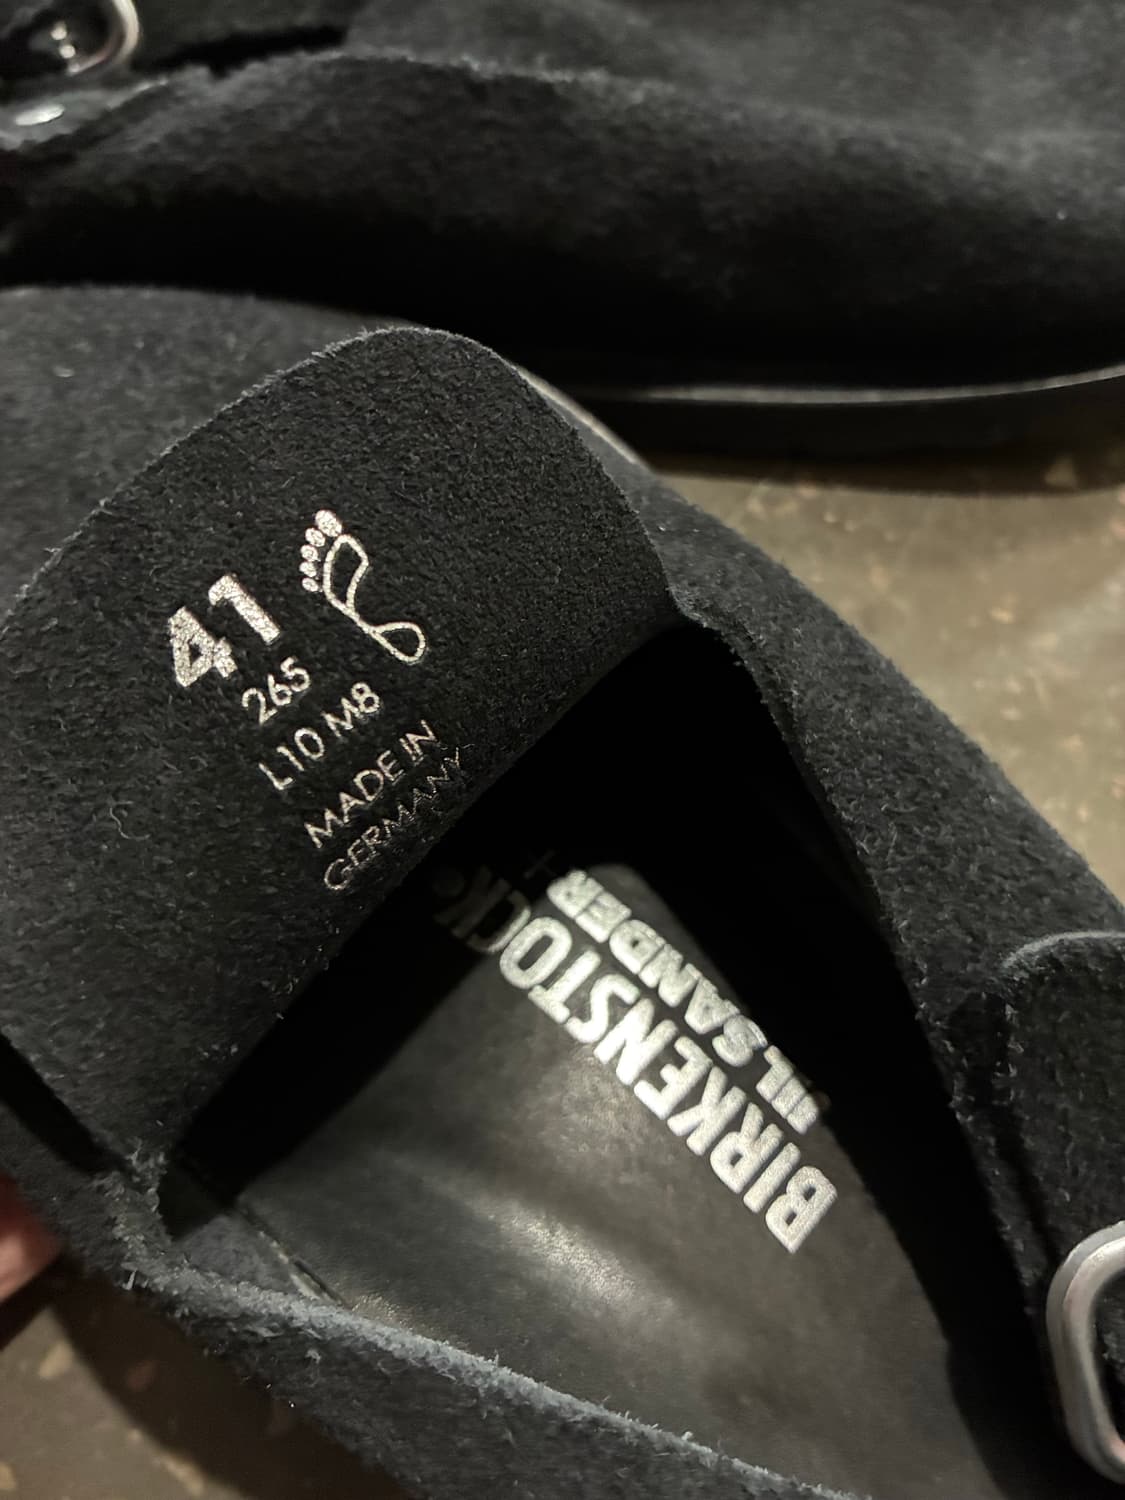 41
265
L10 M8
MADE IN
GERMANY
BIRKENSTOCK
JIL SANDER